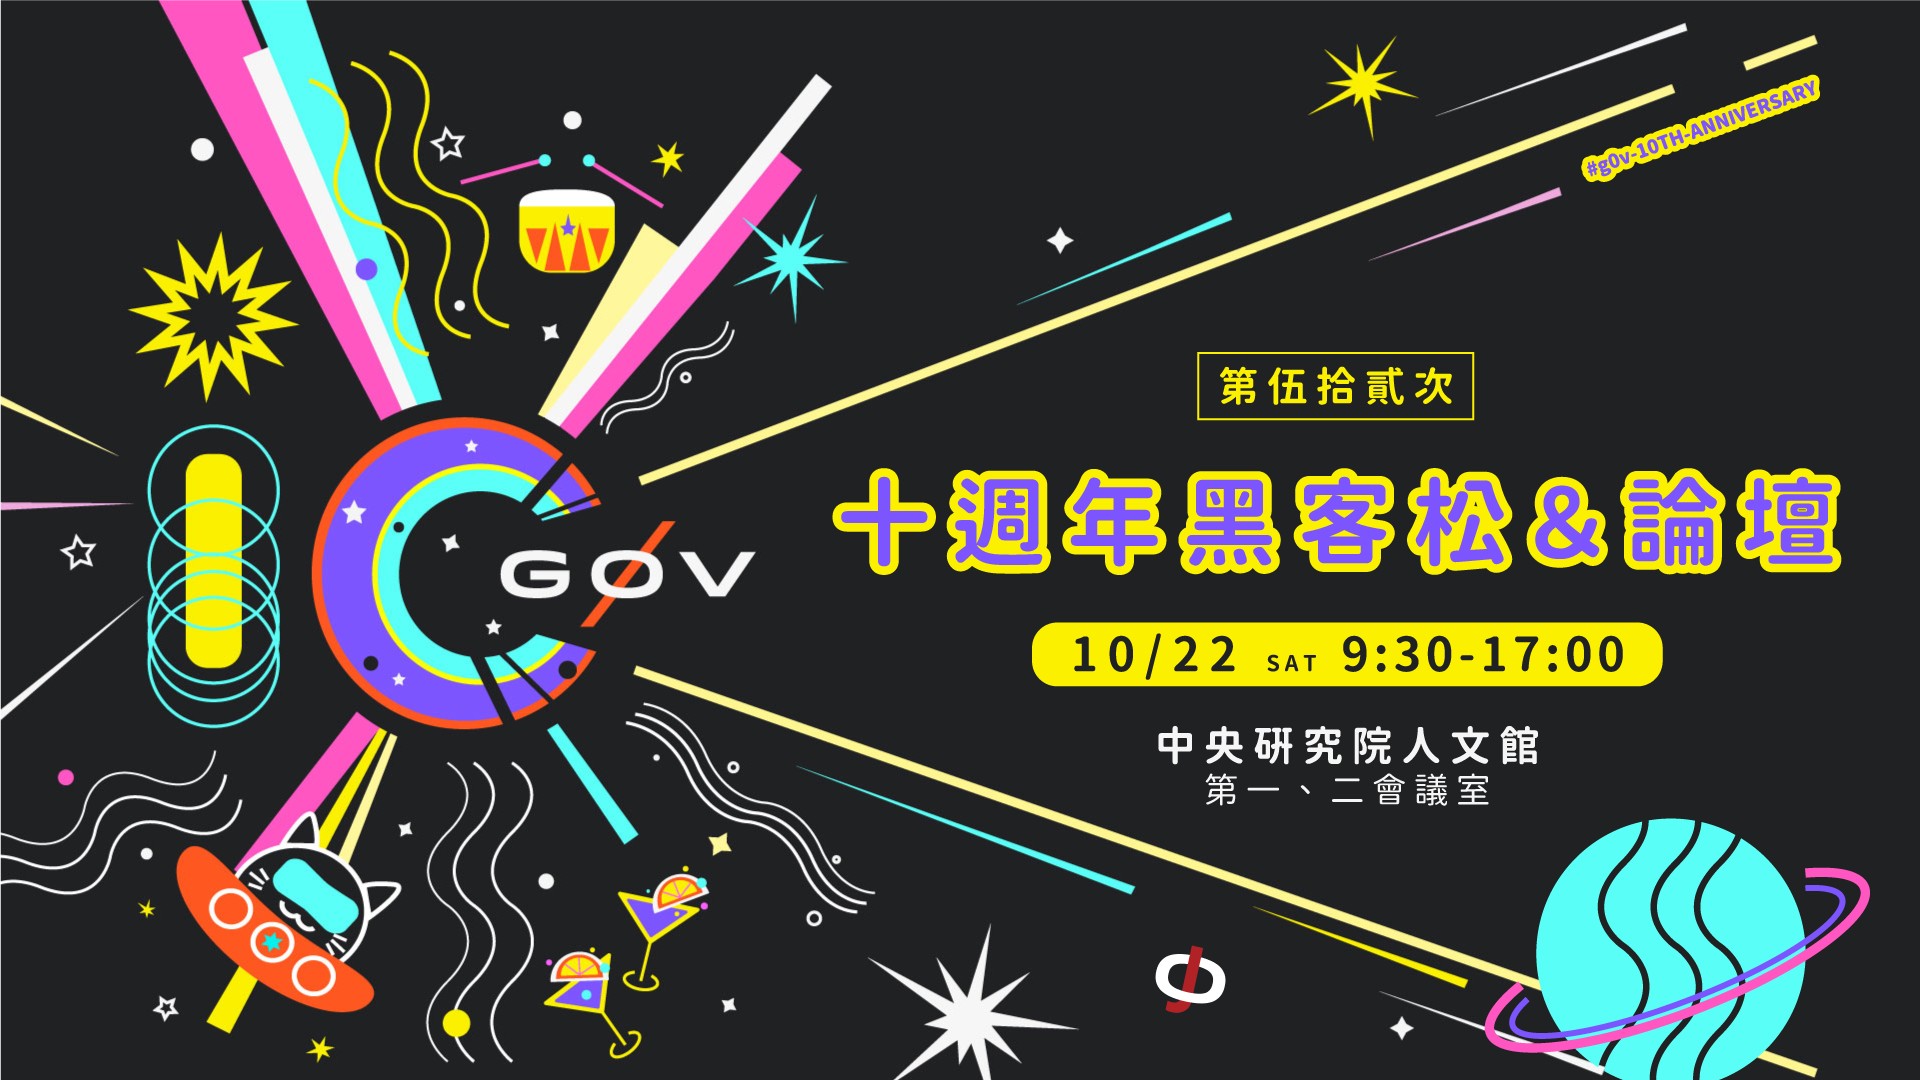 #g0v-10TH-ANNIVERSARY
第伍拾貳次
十週年黑客松&論壇
GØV
10/22 SAT 9:30-17:00
中央研究院人文館
第一、二會議室